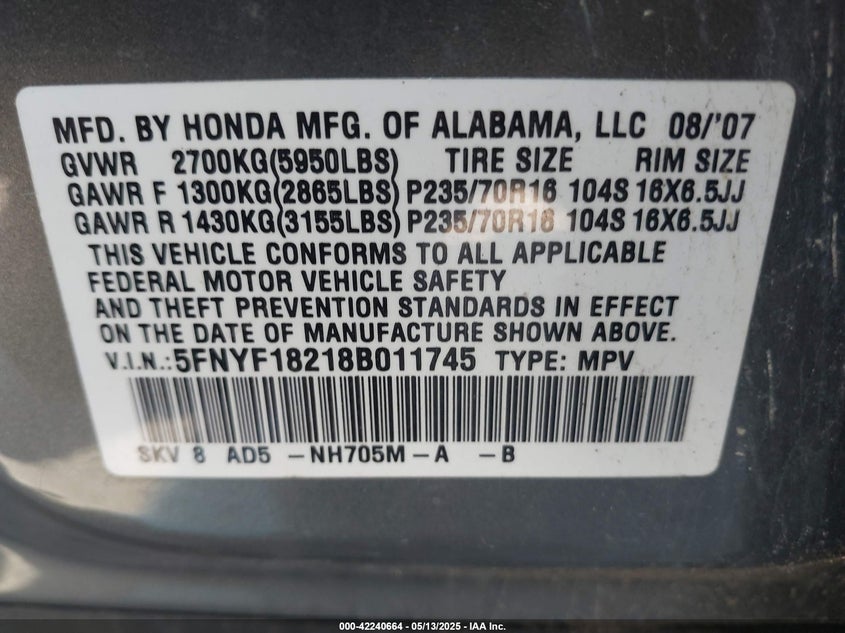 MFD. BY HONDA MFG. OF ALABAMA, LLC 08/'07
GVWR 2700KG(5950LBS) TIRE SIZE RIM SIZE
GAWR F 1300KG(2865LBS) P235/70R16 104S 16X6.5JJ
GAWR R 1430KG(3155LBS) P235/70R16 104S 16X6.5JJ
THIS VEHICLE CONFORMS TO ALL APPLICABLE
FEDERAL MOTOR VEHICLE SAFETY
AND THEFT PREVENTION STANDARDS IN EFFECT
ON THE DATE OF MANUFACTURE SHOWN ABOVE.
V.I.N.:5FNYF18218B011745 TYPE: MPV
SKV 8 AD5 -NH705M-A -B
000-42240664 — 05/13/2025 — IAA Inc.